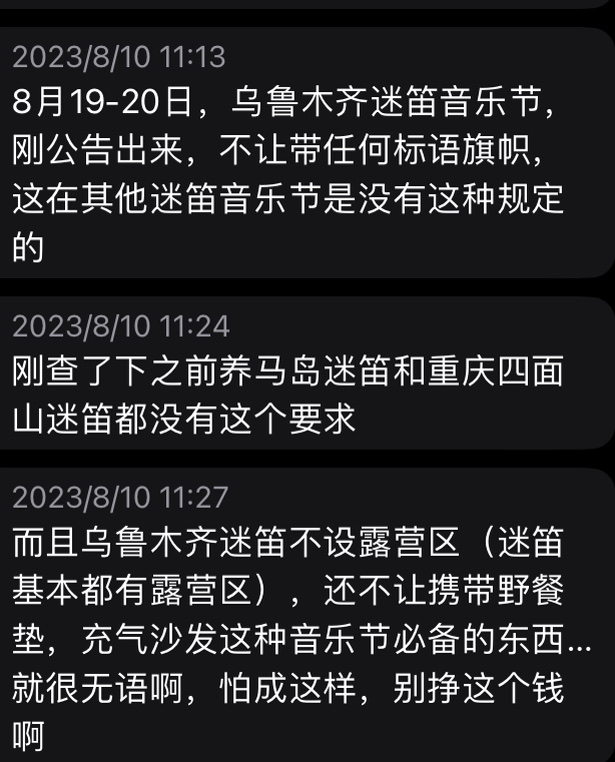 2023/8/10 11:13
8月19-20日，乌鲁木齐迷笛音乐节，
刚公告出来，不让带任何标语旗帜，
这在其他迷笛音乐节是没有这种规定
的
2023/8/10 11:24
刚查了下之前养马岛迷笛和重庆四面
山迷笛都没有这个要求
2023/8/10 11:27
而且乌鲁木齐迷笛不设露营区（迷笛
基本都有露营区），还不让携带野餐
垫，充气沙发这种音乐节必备的东西...
就很无语啊，怕成这样，别挣这个钱
啊